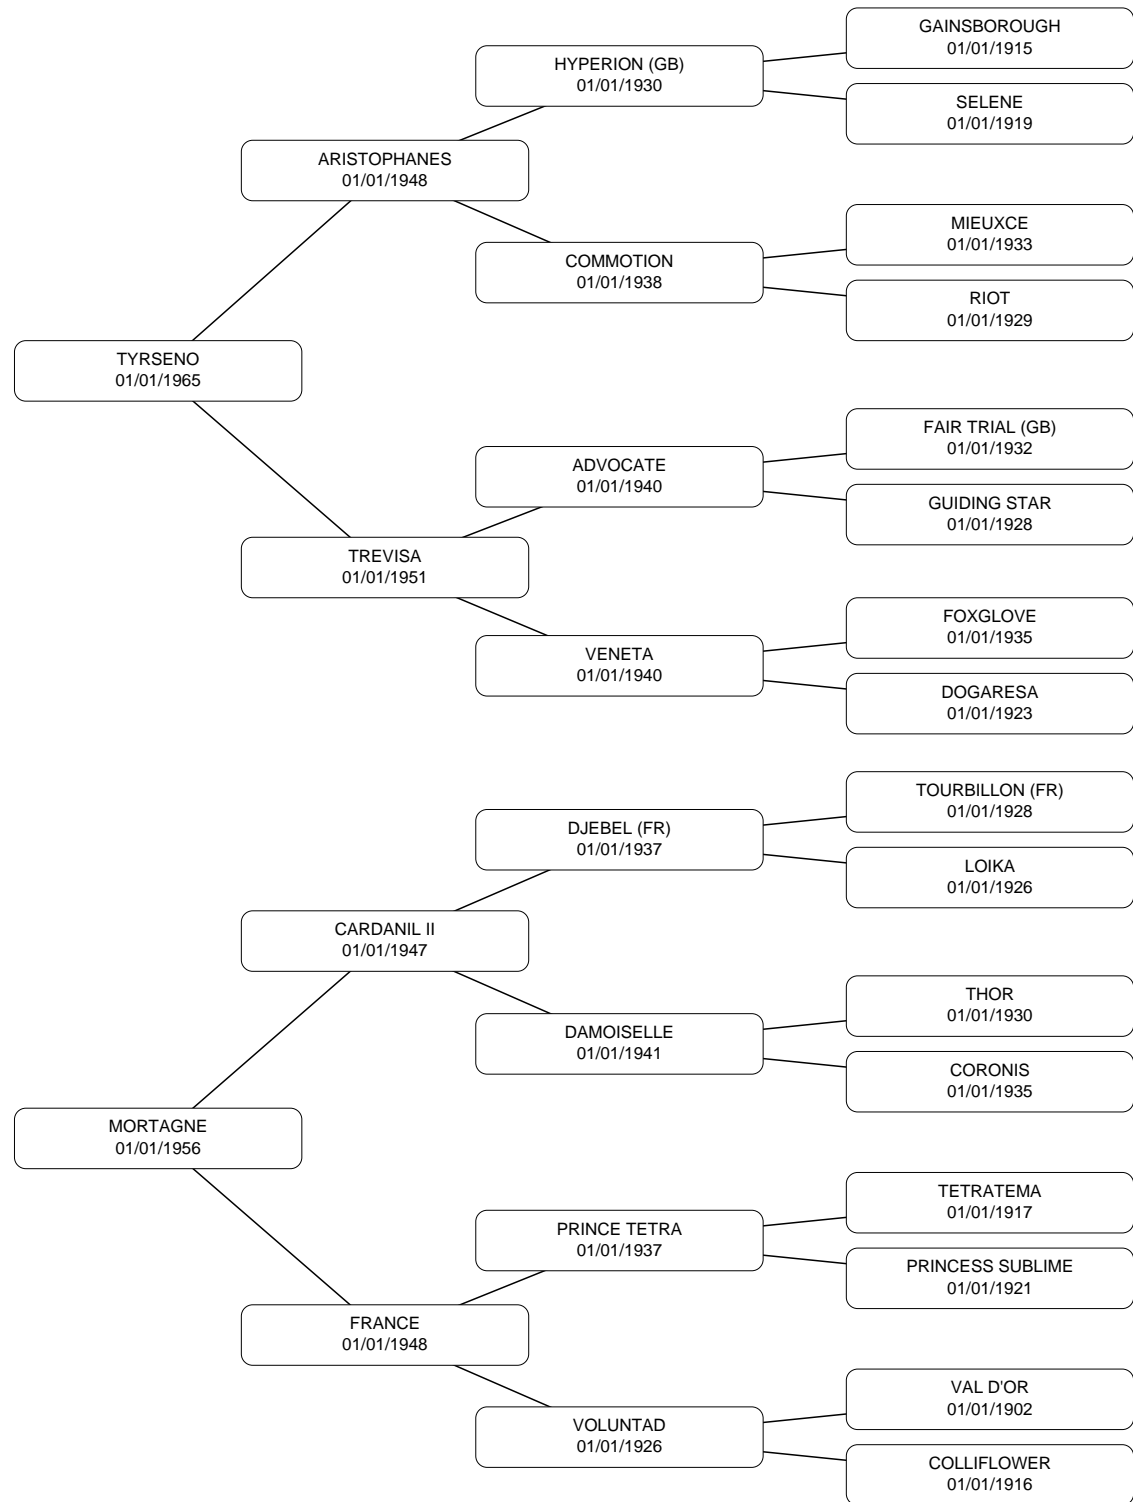 GAINSBOROUGH
01/01/1915
HYPERION (GB)
01/01/1930
SELENE
01/01/1919
ARISTOPHANES
01/01/1948
MIEUXCE
01/01/1933
COMMOTION
01/01/1938
RIOT
01/01/1929
TYRSENO
01/01/1965
FAIR TRIAL (GB)
01/01/1932
ADVOCATE
01/01/1940
GUIDING STAR
01/01/1928
TREVISA
01/01/1951
FOXGLOVE
01/01/1935
VENETA
01/01/1940
DOGARESA
01/01/1923
TOURBILLON (FR)
01/01/1928
DJEBEL (FR)
01/01/1937
LOIKA
01/01/1926
CARDANIL II
01/01/1947
THOR
01/01/1930
DAMOISELLE
01/01/1941
CORONIS
01/01/1935
MORTAGNE
01/01/1956
TETRATEMA
01/01/1917
PRINCE TETRA
01/01/1937
PRINCESS SUBLIME
01/01/1921
FRANCE
01/01/1948
VAL D'OR
01/01/1902
VOLUNTAD
01/01/1926
COLLIFLOWER
01/01/1916